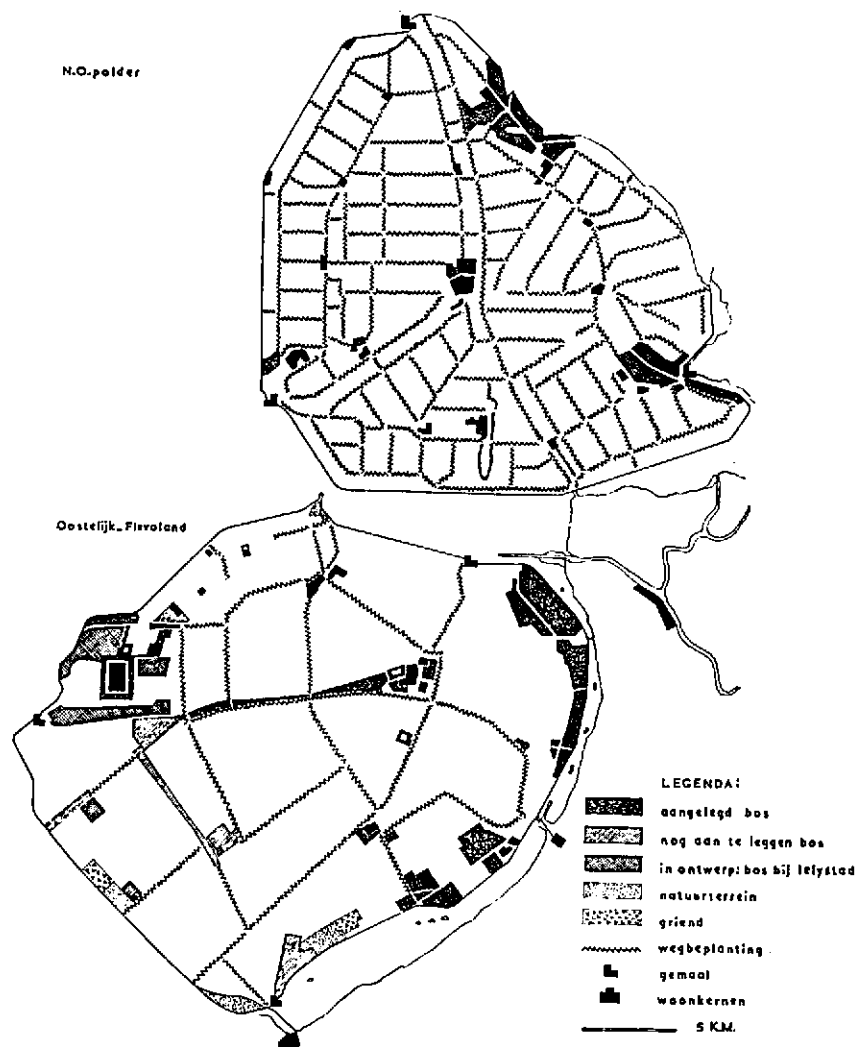 N.O.polder
Oostelijk_Flevoland
LEGENDA:
aangelegd bos
nog aan te leggen bos
in ontwerp: bos bij lelystad
natuurterrein
griend
wegbeplanting
gemaal
woonkernen
5 KM.